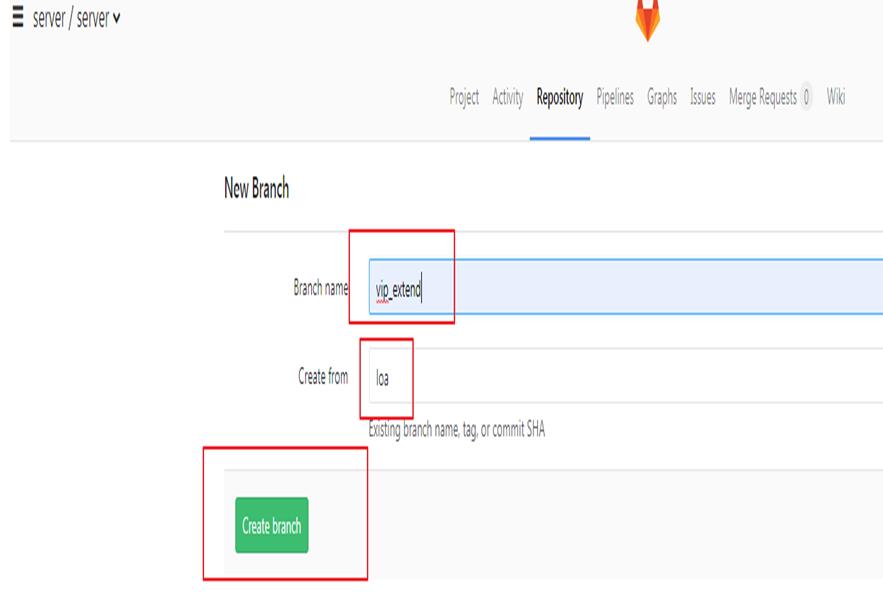 server / server
Project Activity Repository Pipelines Graphs Issues Merge Requests 0 Wiki
New Branch
Branch name vip_extend
Create from loa
Existing branch name, tag, or commit SHA
Create branch